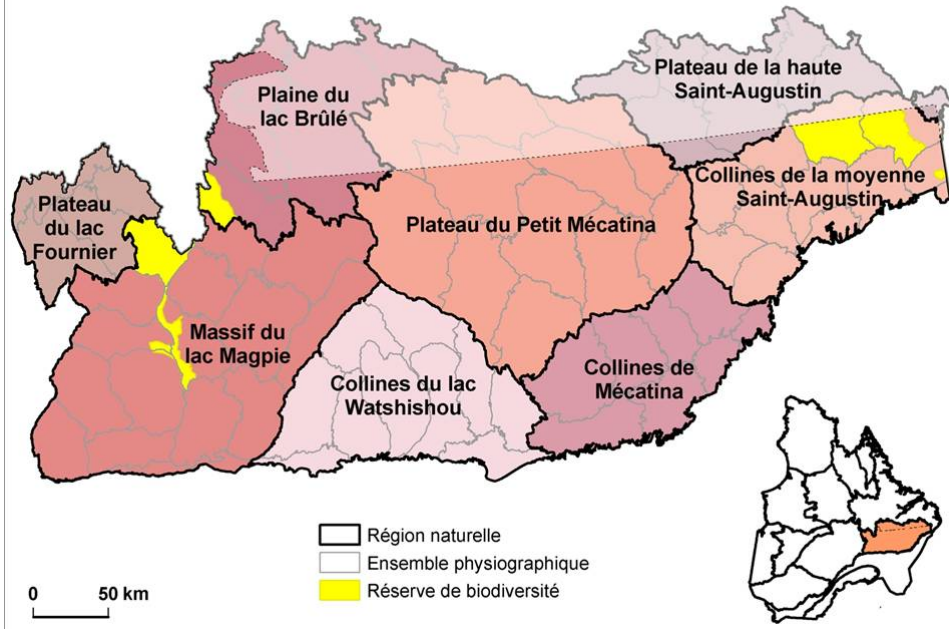 Plaine du
lac Brûlé
Plateau de la haute
Saint-Augustin
Plateau
du lac
Fournier
Plateau du Petit Mécatina
Collines de la moyenne
Saint-Augustin
Massif du
lac Magpie
Collines du lac
Watshishou
Collines de
Mécatina
Région naturelle
Ensemble physiographique
Réserve de biodiversité
0 50 km